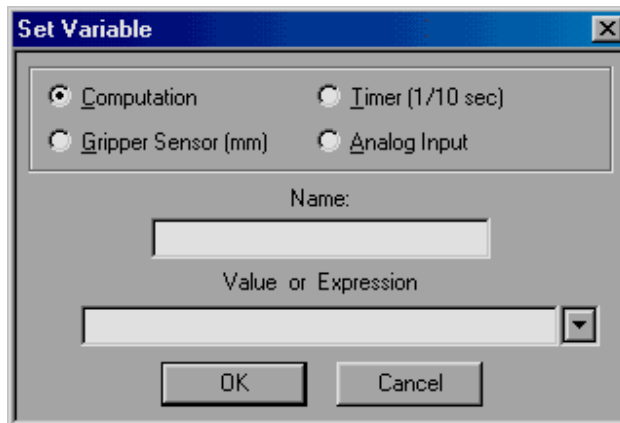 Set Variable
Computation
Timer (1/10 sec)
Gripper Sensor (mm)
Analog Input
Name:
Value or Expression
OK
Cancel